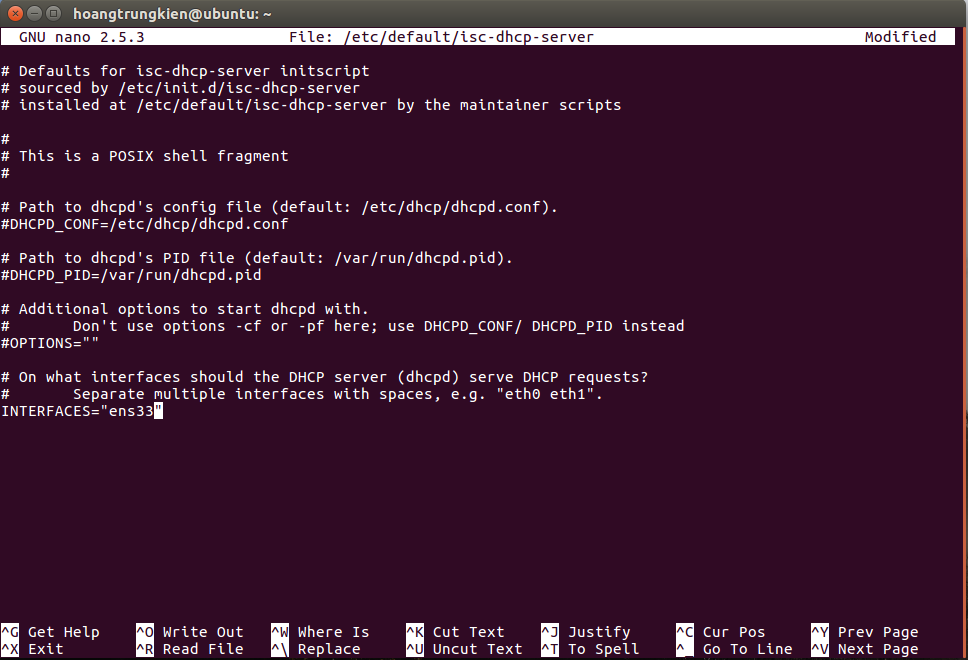 hoangtrungkien@ubuntu: ~
GNU nano 2.5.3 File: /etc/default/isc-dhcp-server Modified
# Defaults for isc-dhcp-server initscript
# sourced by /etc/init.d/isc-dhcp-server
# installed at /etc/default/isc-dhcp-server by the maintainer scripts
#
# This is a POSIX shell fragment
#
# Path to dhcpd's config file (default: /etc/dhcp/dhcpd.conf).
#DHCPD_CONF=/etc/dhcp/dhcpd.conf
# Path to dhcpd's PID file (default: /var/run/dhcpd.pid).
#DHCPD_PID=/var/run/dhcpd.pid
# Additional options to start dhcpd with.
#       Don't use options -cf or -pf here; use DHCPD_CONF/ DHCPD_PID instead
#OPTIONS=""
# On what interfaces should the DHCP server (dhcpd) serve DHCP requests?
#       Separate multiple interfaces with spaces, e.g. "eth0 eth1".
INTERFACES="ens33"
^G Get Help ^O Write Out ^W Where Is ^K Cut Text ^J Justify ^C Cur Pos ^Y Prev Page
^X Exit ^R Read File ^\ Replace ^U Uncut Text ^T To Spell ^_ Go To Line ^V Next Page